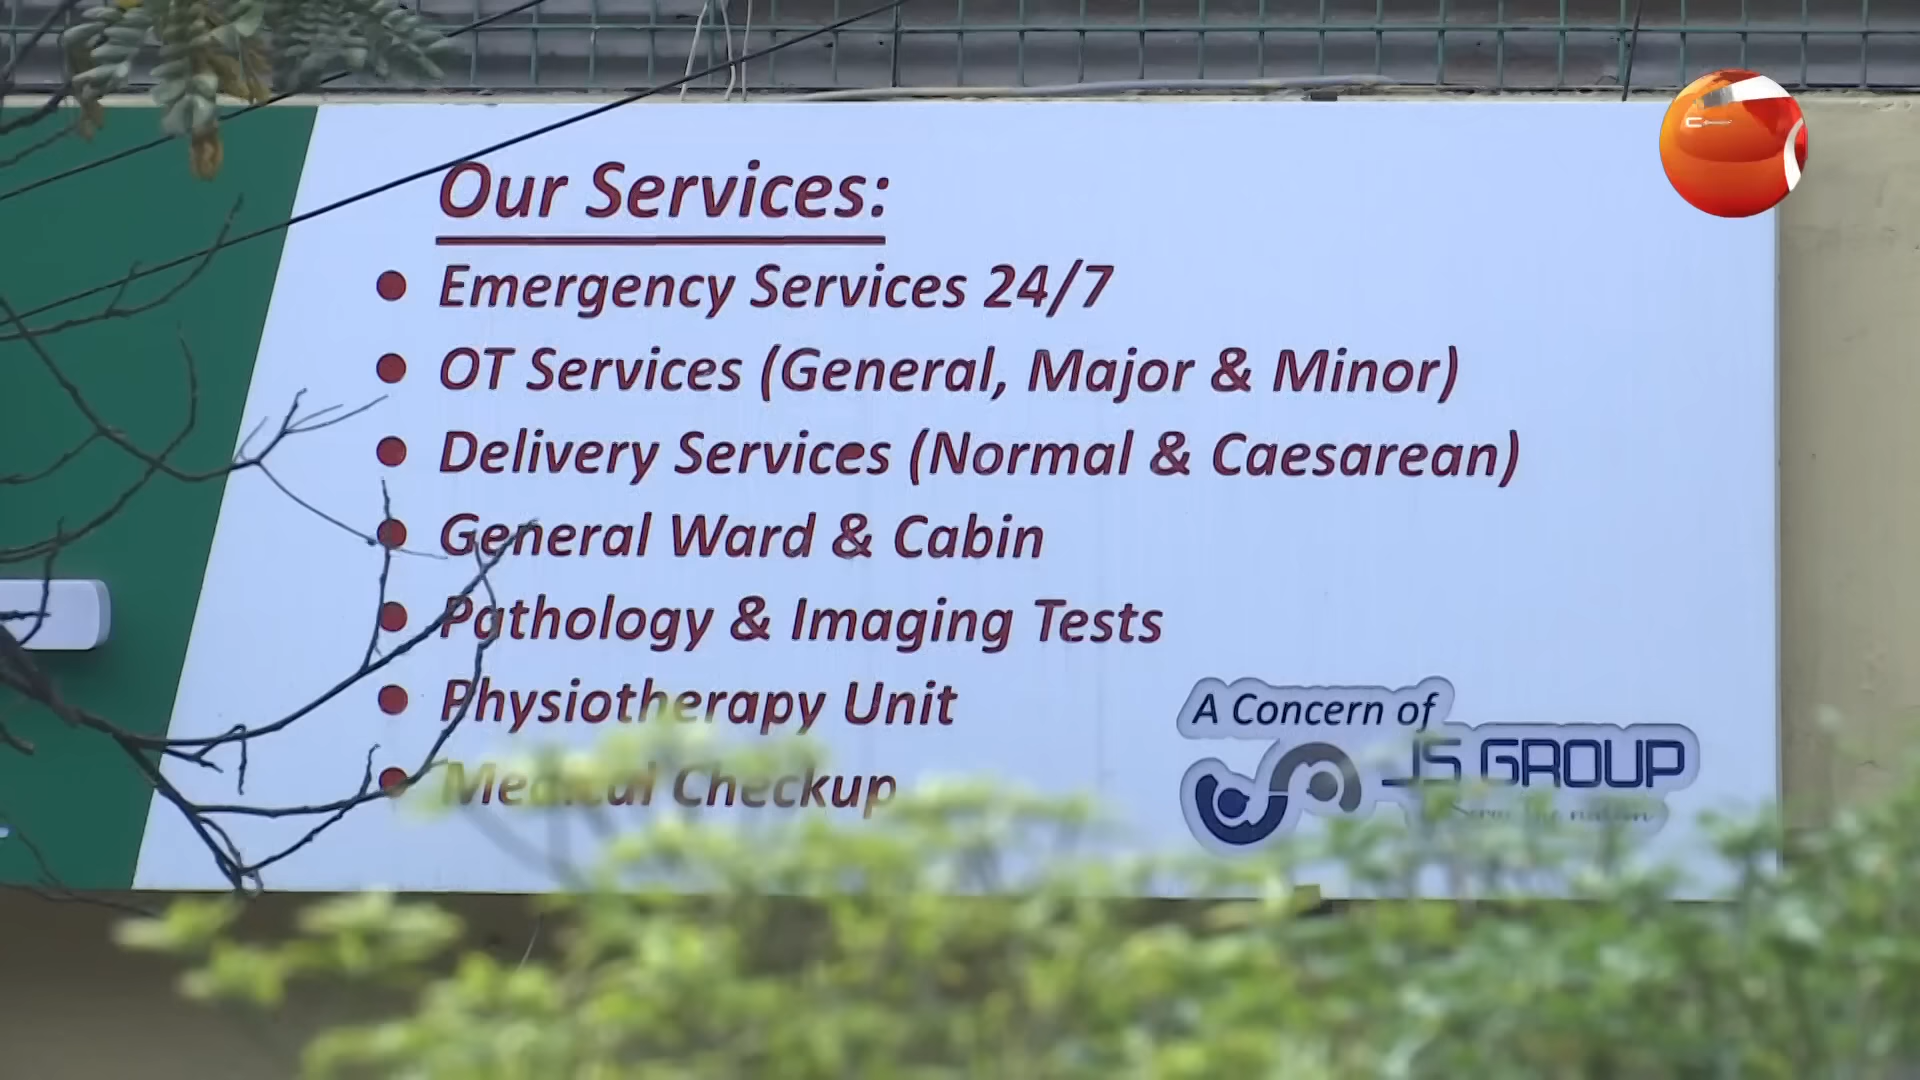 Our Services:
● Emergency Services 24/7
● OT Services (General, Major & Minor)
● Delivery Services (Normal & Caesarean)
● General Ward & Cabin
● Pathology & Imaging Tests
● Physiotherapy Unit
● Medical Checkup
A Concern of
JS GROUP